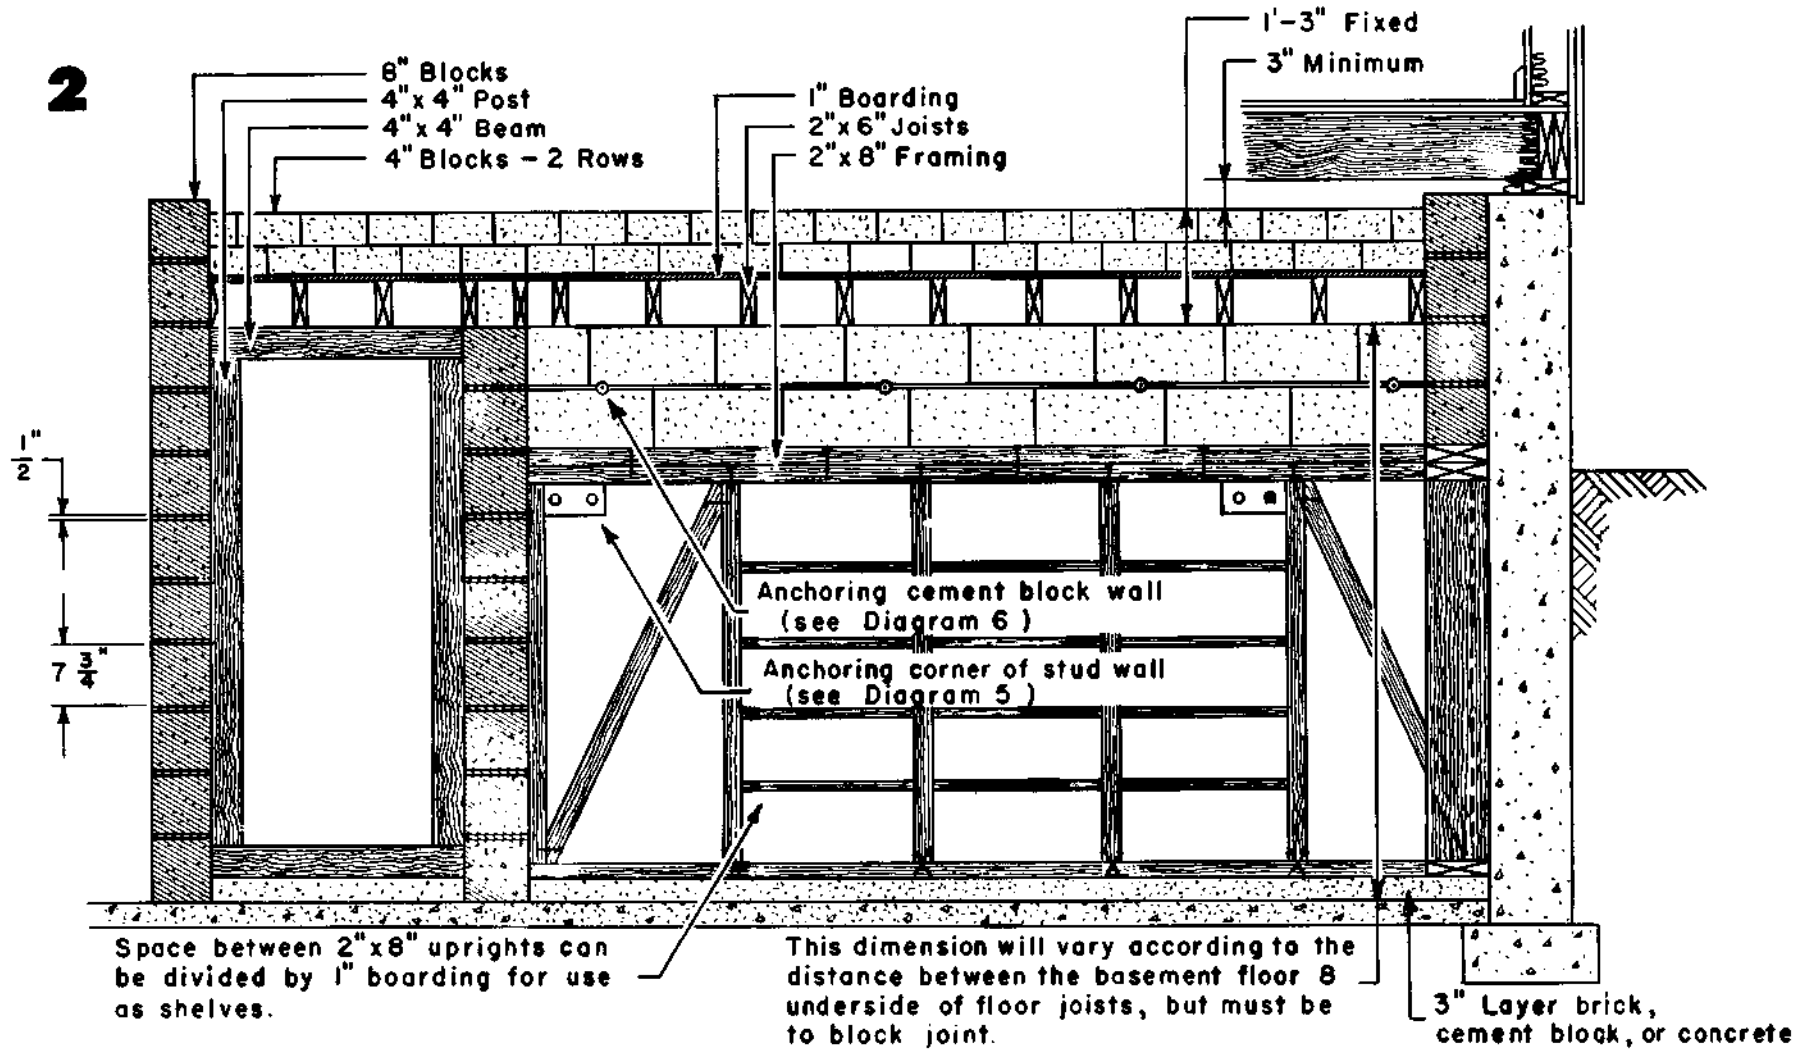 2
8" Blocks
4"x 4" Post
4"x 4" Beam
4" Blocks – 2 Rows
1" Boarding
2"x 6" Joists
2"x 8" Framing
1'–3" Fixed
3" Minimum
1/2"
7 3/4"
Anchoring cement block wall
(see Diagram 6 )
Anchoring corner of stud wall
(see Diagram 5 )
Space between 2"x8" uprights can
be divided by 1" boarding for use
as shelves.
This dimension will vary according to the
distance between the basement floor 8
underside of floor joists, but must be
to block joint.
3" Layer brick,
cement block, or concrete